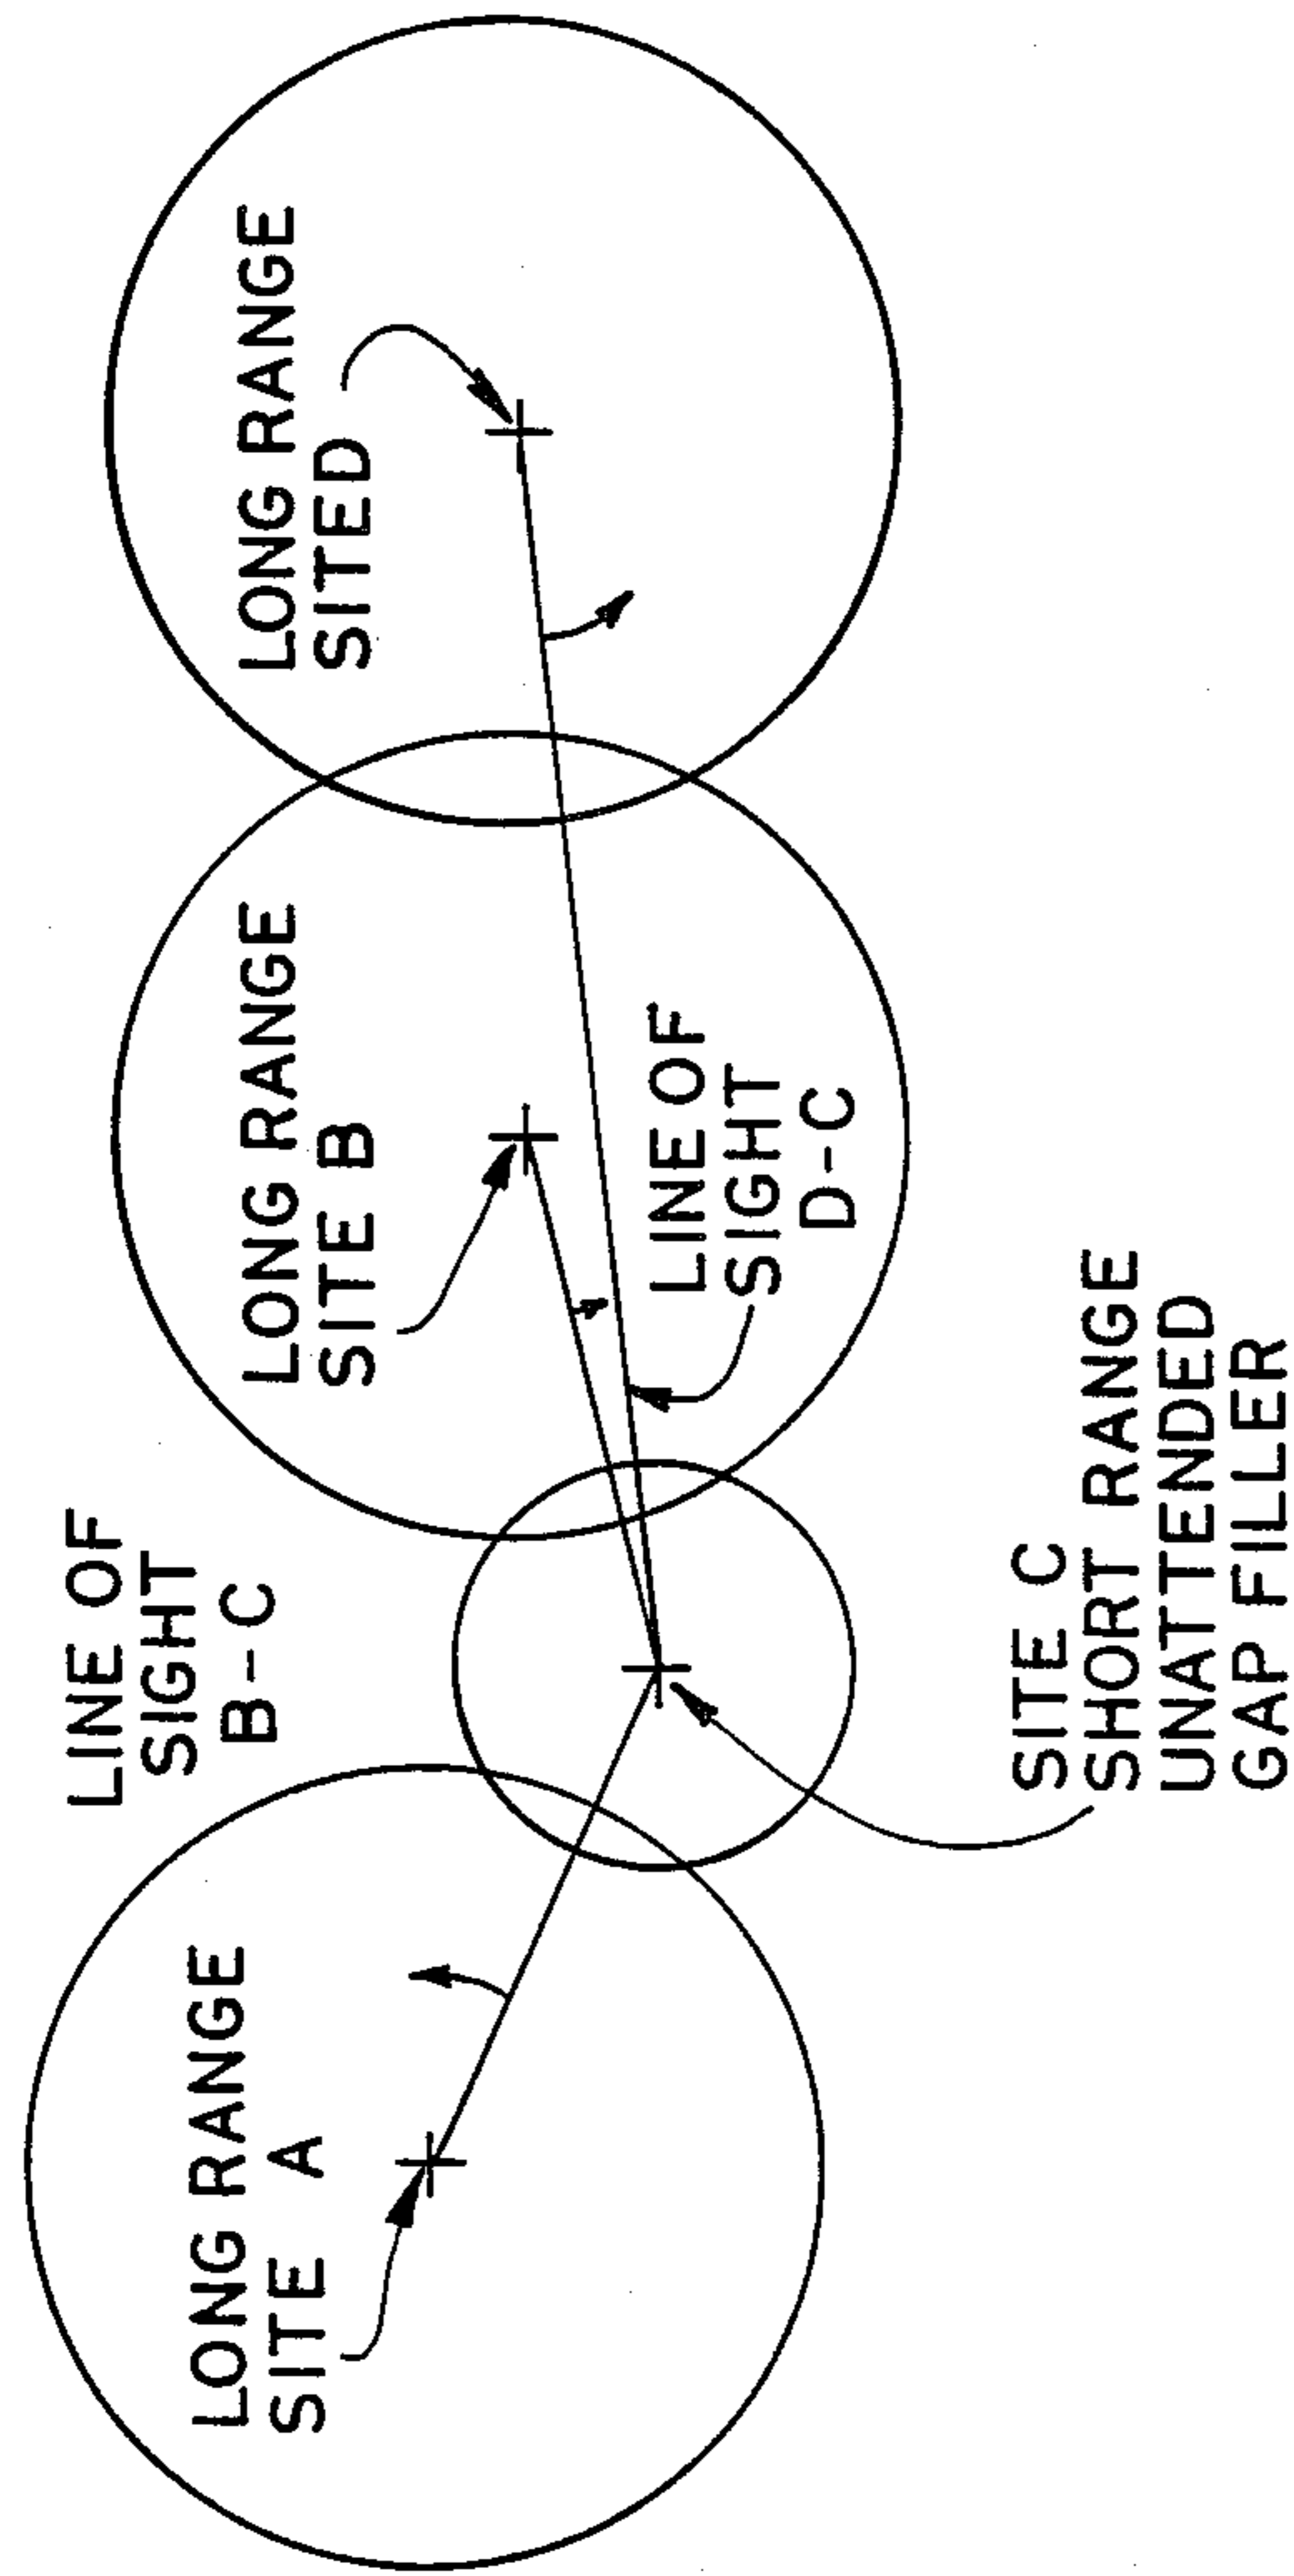 LONG RANGE
SITE A
LINE OF
SIGHT
B-C
LONG RANGE
SITE B
LONG RANGE
SITED
LINE OF
SIGHT
D-C
SITE C
SHORT RANGE
UNATTENDED
GAP FILLER